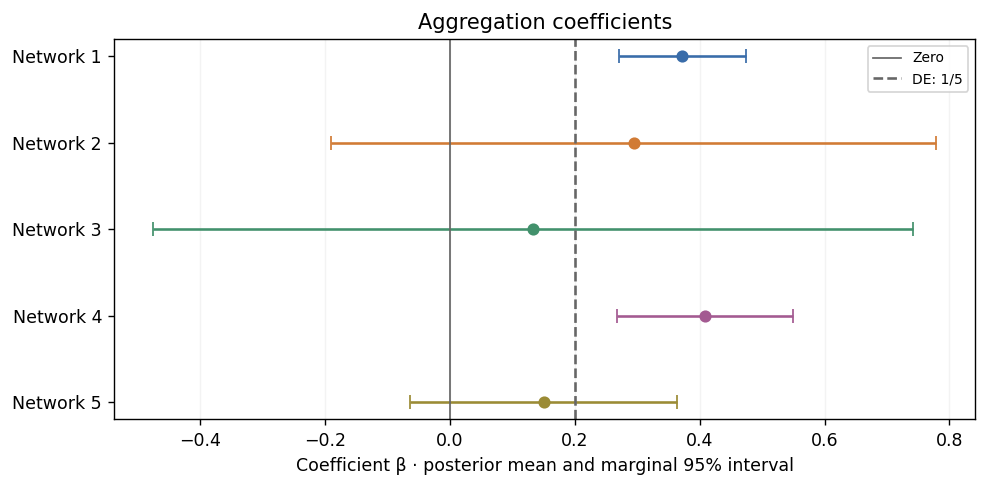 Aggregation coefficients
Network 1
Network 2
Network 3
Network 4
Network 5
Zero
DE: 1/5
−0.4 −0.2 0.0 0.2 0.4 0.6 0.8
Coefficient β · posterior mean and marginal 95% interval